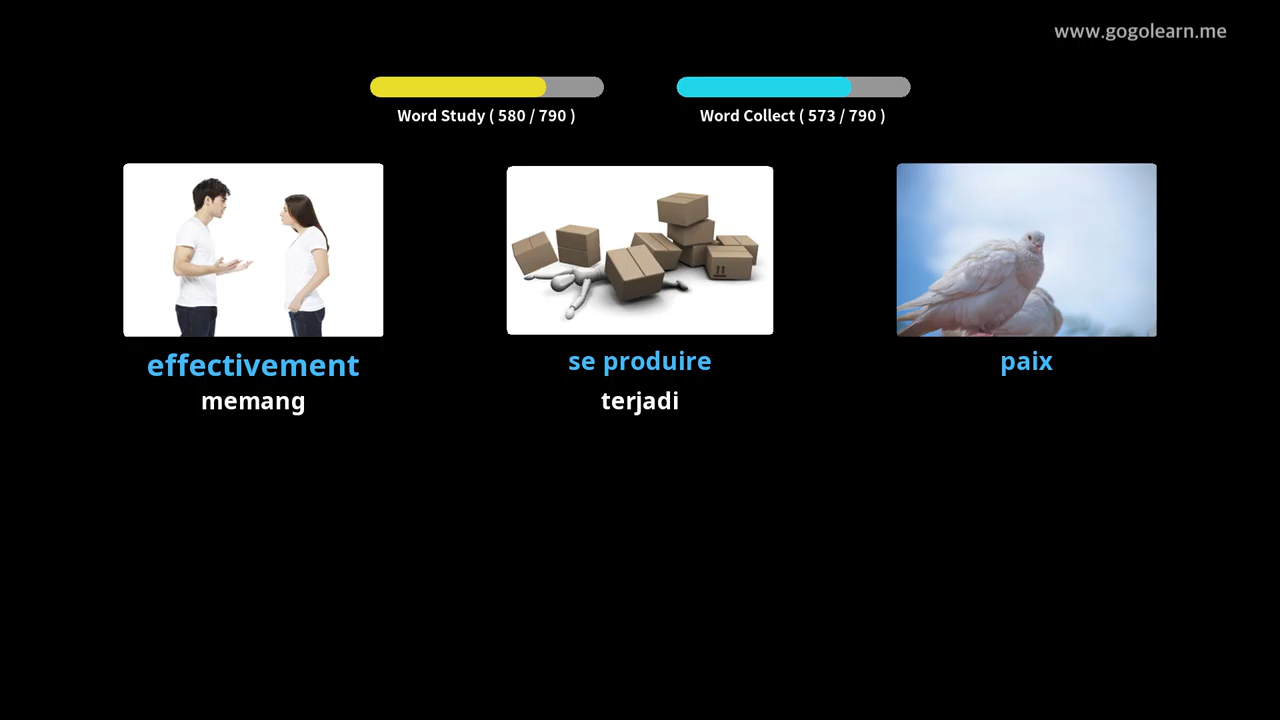 www.gogolearn.me
Word Study ( 580 / 790 )
Word Collect ( 573 / 790 )
effectivement
memang
se produire
terjadi
paix